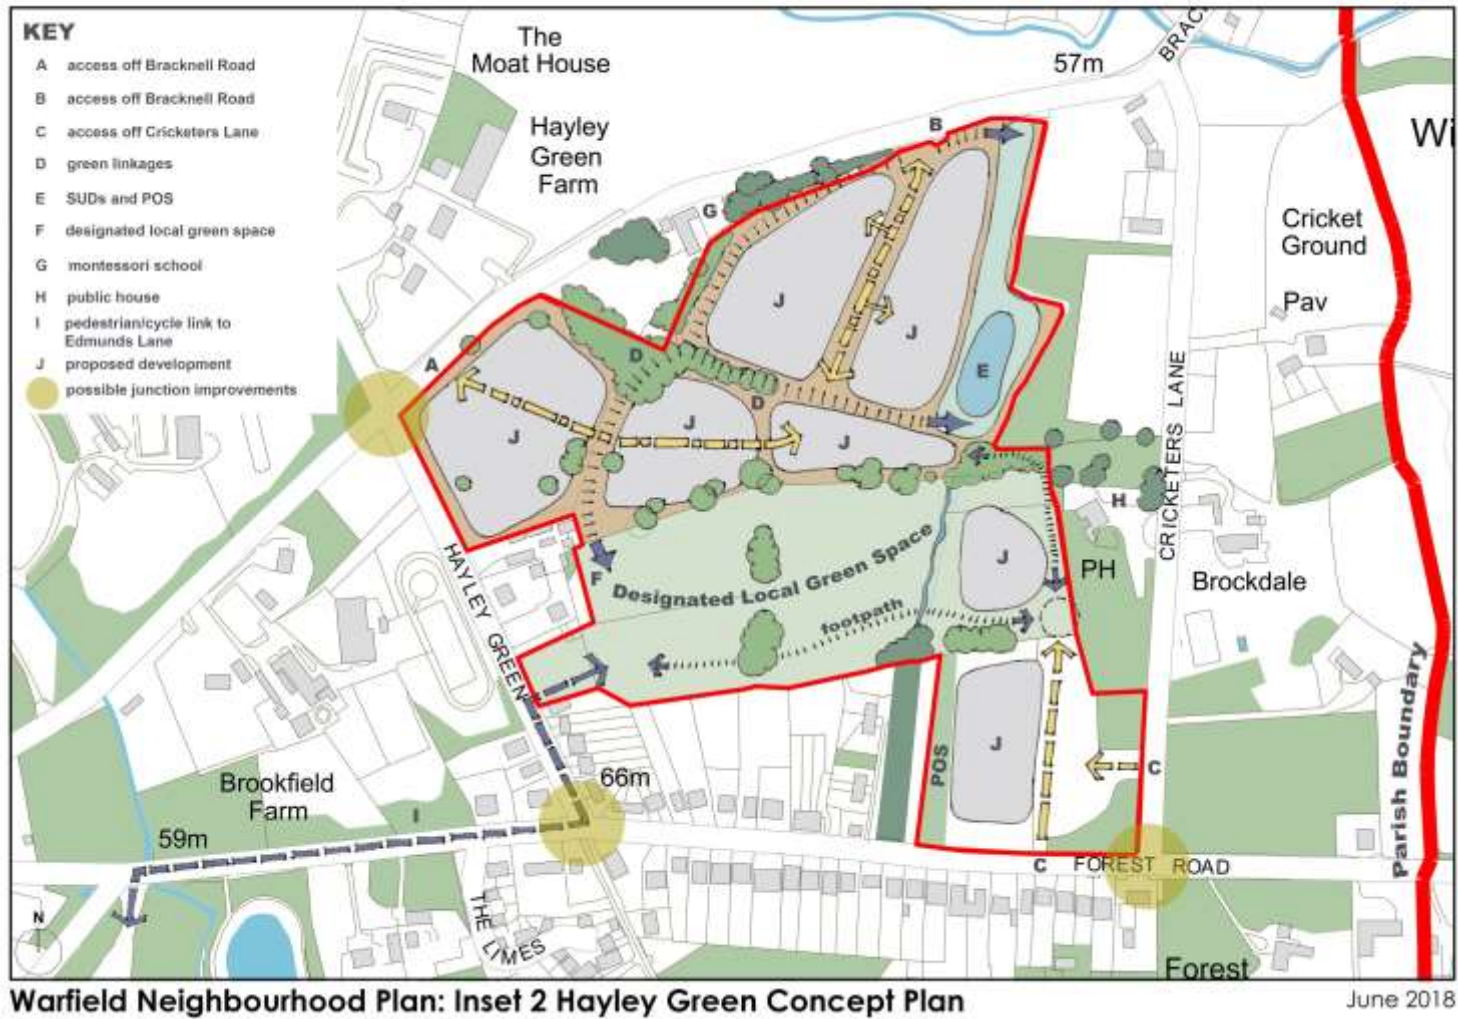 KEY
A access off Bracknell Road
B access off Bracknell Road
C access off Cricketers Lane
D green linkages
E SUDs and POS
F designated local green space
G montessori school
H public house
I pedestrian/cycle link to
Edmunds Lane
J proposed development
possible junction improvements
The
Moat House
57m
BRAC
Wi
Hayley
Green
Farm
B
G
Cricket
Ground
Pav
J
J
A
D
E
D
J
J
J
CRICKETERS LANE
H
HAYLEY GREEN
F
Designated Local Green Space
footpath
J
PH
Brockdale
Parish Boundary
J
POS
C
Brookfield
Farm
66m
I
59m
C
FOREST ROAD
N
THE LIMES
Forest
Warfield Neighbourhood Plan: Inset 2 Hayley Green Concept Plan
June 2018